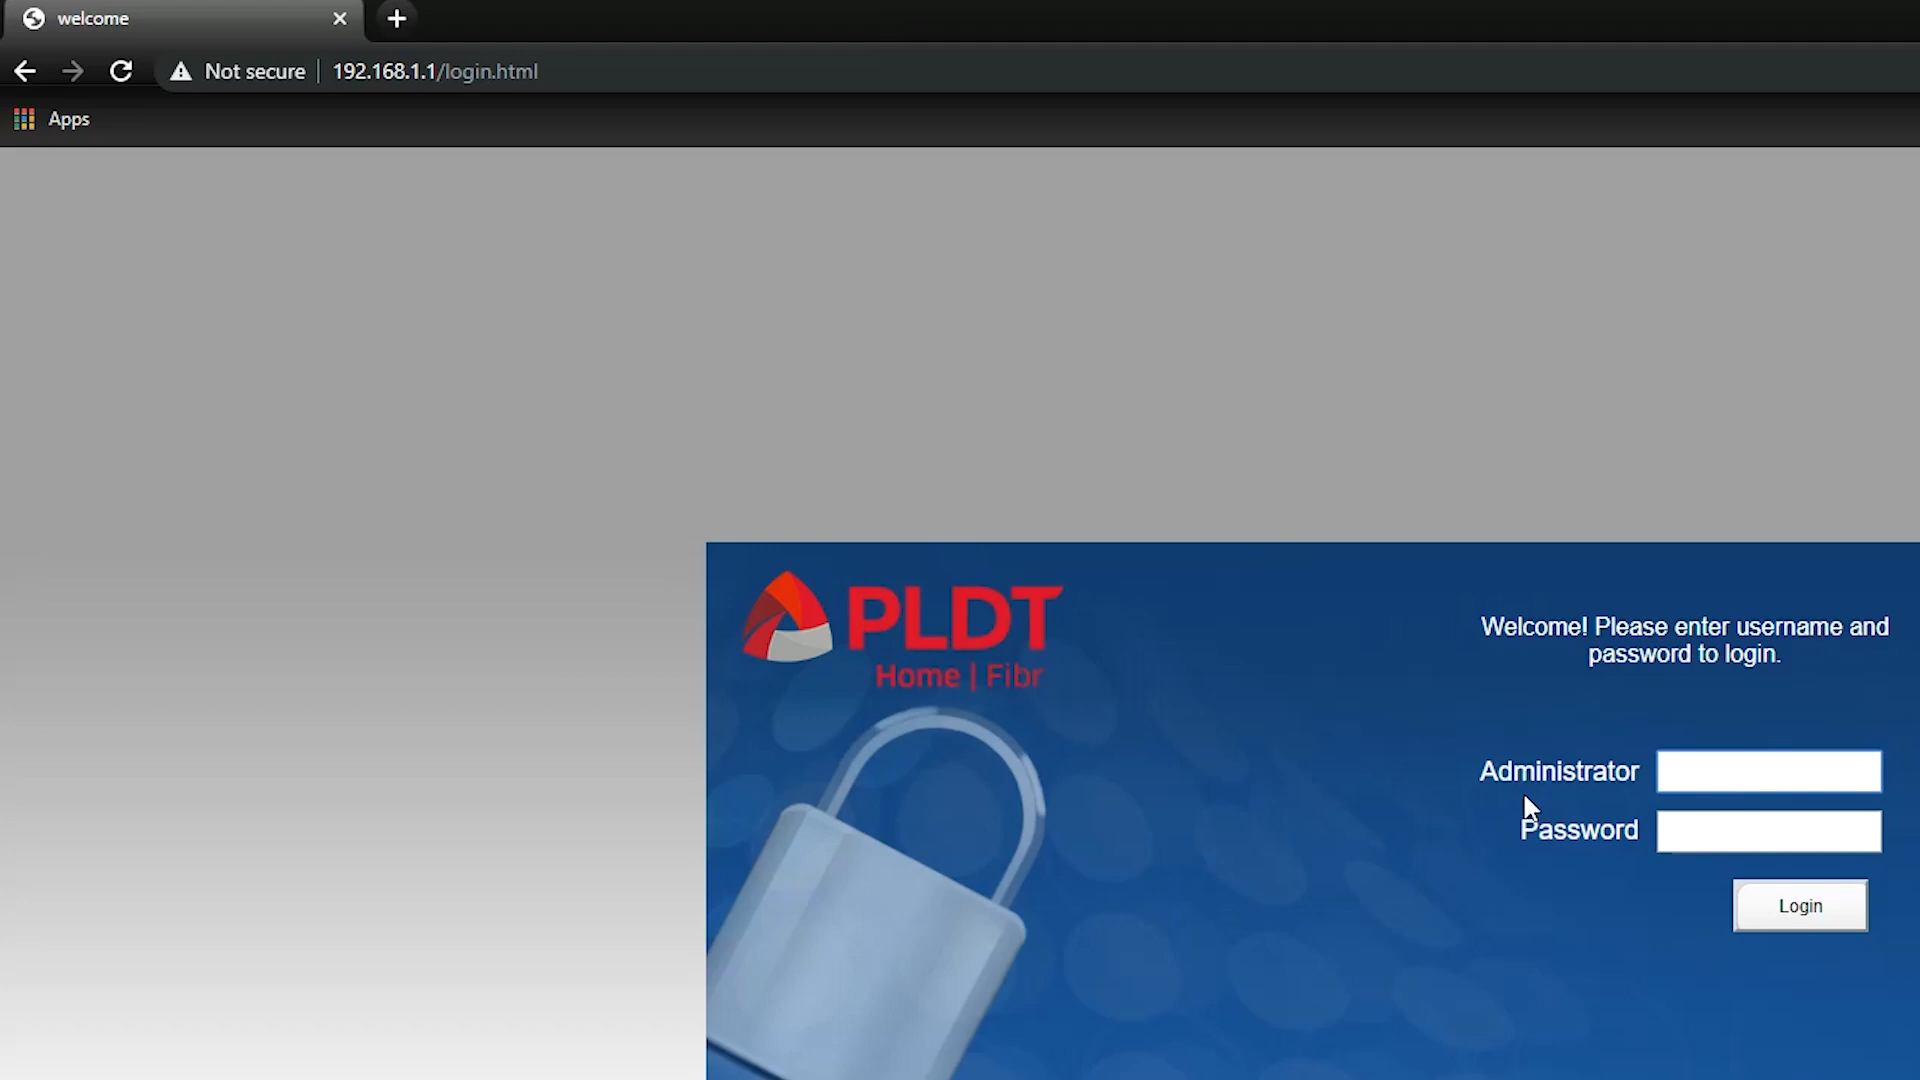 welcome
Not secure
192.168.1.1/login.html
Apps
PLDT
Home | Fibr
Welcome! Please enter username and
password to login.
Administrator
Password
Login